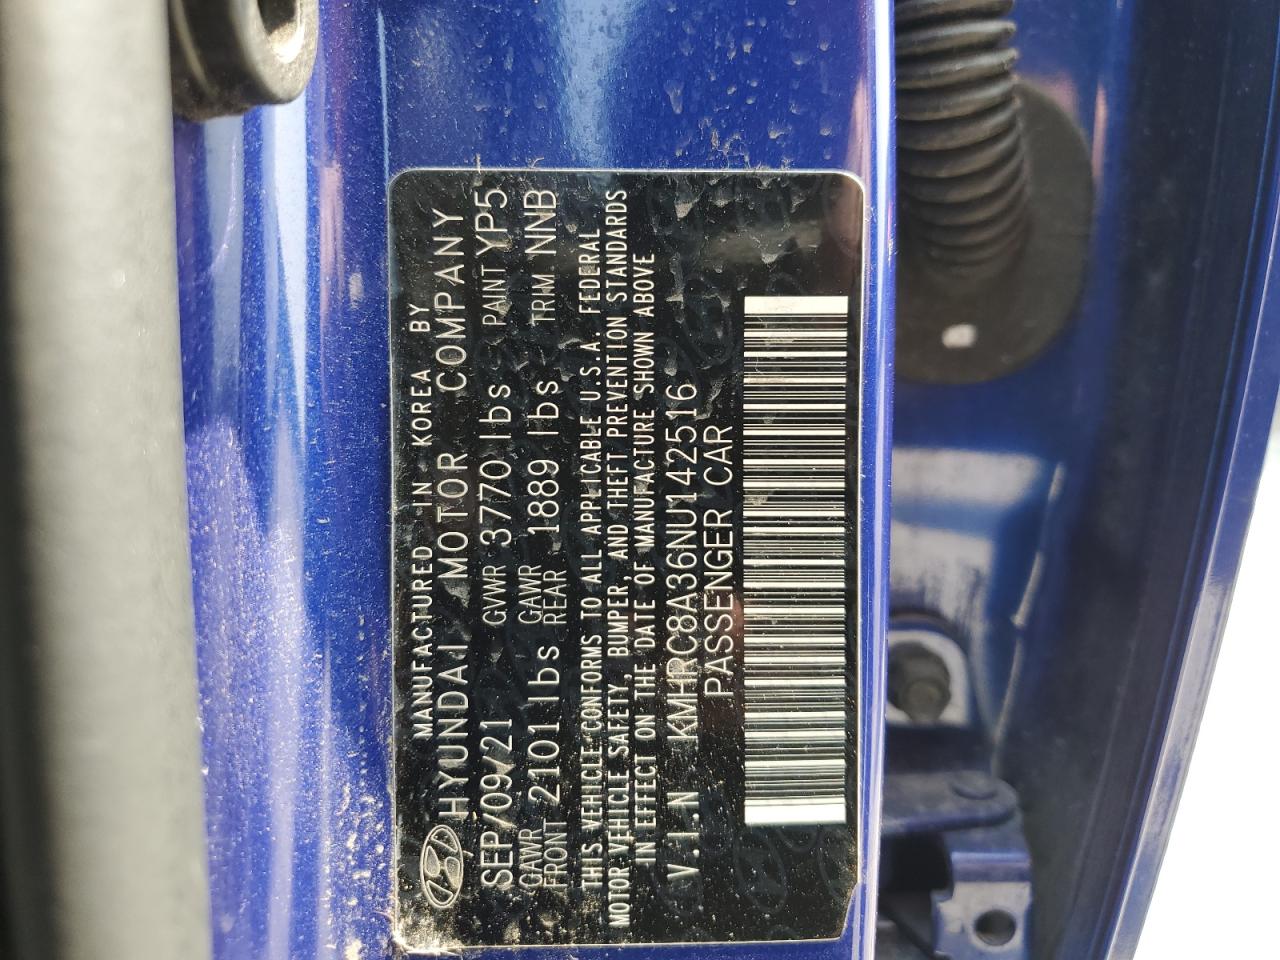 MANUFACTURED IN KOREA BY
HYUNDAI MOTOR COMPANY
SEP/09/21 GVWR 3770 lbs PAINT YP5
GAWR FRONT 2101 lbs GAWR REAR 1889 lbs TRIM NNB
THIS VEHICLE CONFORMS TO ALL APPLICABLE U.S.A. FEDERAL
MOTOR VEHICLE SAFETY, BUMPER, AND THEFT PREVENTION STANDARDS
IN EFFECT ON THE DATE OF MANUFACTURE SHOWN ABOVE
V.I.N KMHRC8A36NU142516
PASSENGER CAR